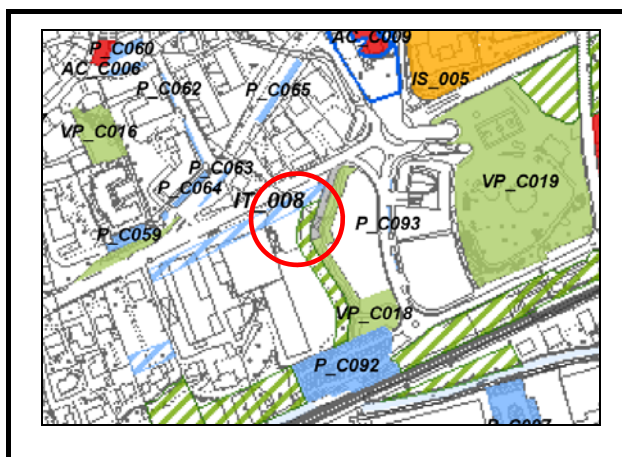 AC_C009
P_C060
AC_C006
IS_005
P_C062
P_C065
VP_C016
P_C063
VP_C019
P_C064
IT_008
P_C093
P_C059
VP_C018
P_C092